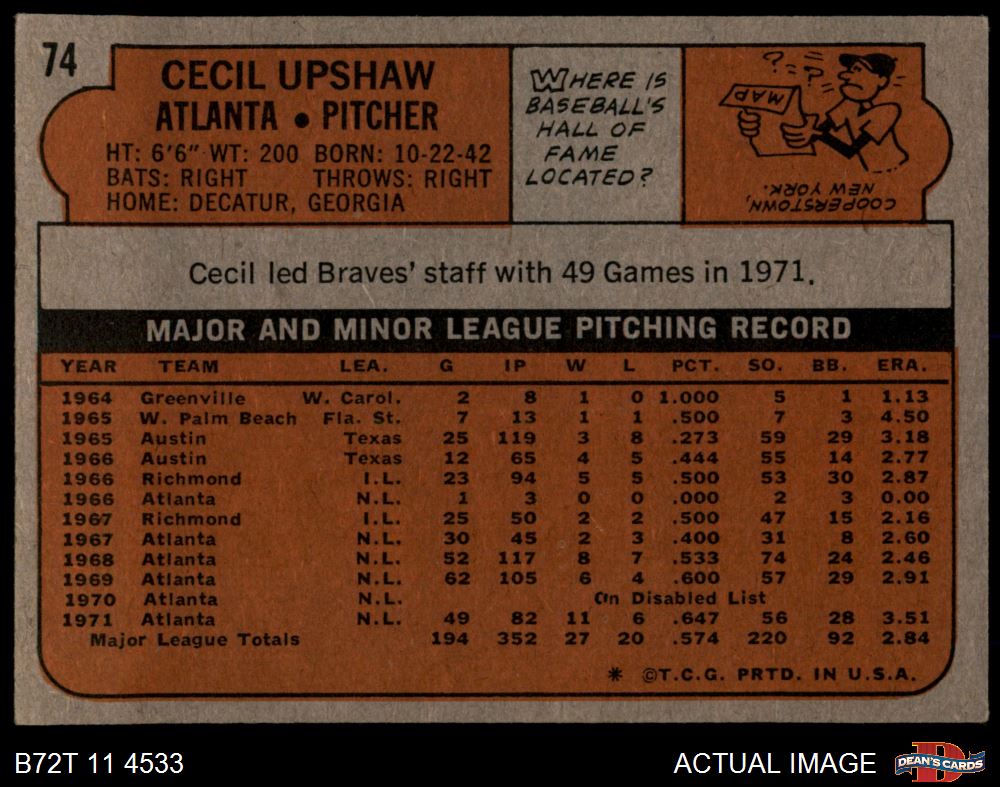 74
CECIL UPSHAW
ATLANTA • PITCHER
HT: 6'6" WT: 200 BORN: 10-22-42
BATS: RIGHT THROWS: RIGHT
HOME: DECATUR, GEORGIA
WHERE IS
BASEBALL'S
HALL OF
FAME
LOCATED?
?=?
MAP
COOPERSTOWN,
NEW YORK.
Cecil led Braves' staff with 49 Games in 1971.
MAJOR AND MINOR LEAGUE PITCHING RECORD
YEAR TEAM LEA. G IP W L PCT. SO. BB. ERA.
1964 Greenville W. Carol. 2 8 1 0 1.000 5 1 1.13
1965 W. Palm Beach Fla. St. 7 13 1 1 .500 7 3 4.50
1965 Austin Texas 25 119 3 8 .273 59 29 3.18
1966 Austin Texas 12 65 4 5 .444 55 14 2.77
1966 Richmond I.L. 23 94 5 5 .500 53 30 2.87
1966 Atlanta N.L. 1 3 0 0 .000 2 3 0.00
1967 Richmond I.L. 25 50 2 2 .500 47 15 2.16
1967 Atlanta N.L. 30 45 2 3 .400 31 8 2.60
1968 Atlanta N.L. 52 117 8 7 .533 74 24 2.46
1969 Atlanta N.L. 62 105 6 4 .600 57 29 2.91
1970 Atlanta N.L. On Disabled List
1971 Atlanta N.L. 49 82 11 6 .647 56 28 3.51
Major League Totals 194 352 27 20 .574 220 92 2.84
* ©T.C.G. PRTD. IN U.S.A.
B72T 11 4533
ACTUAL IMAGE
DEAN'S CARDS